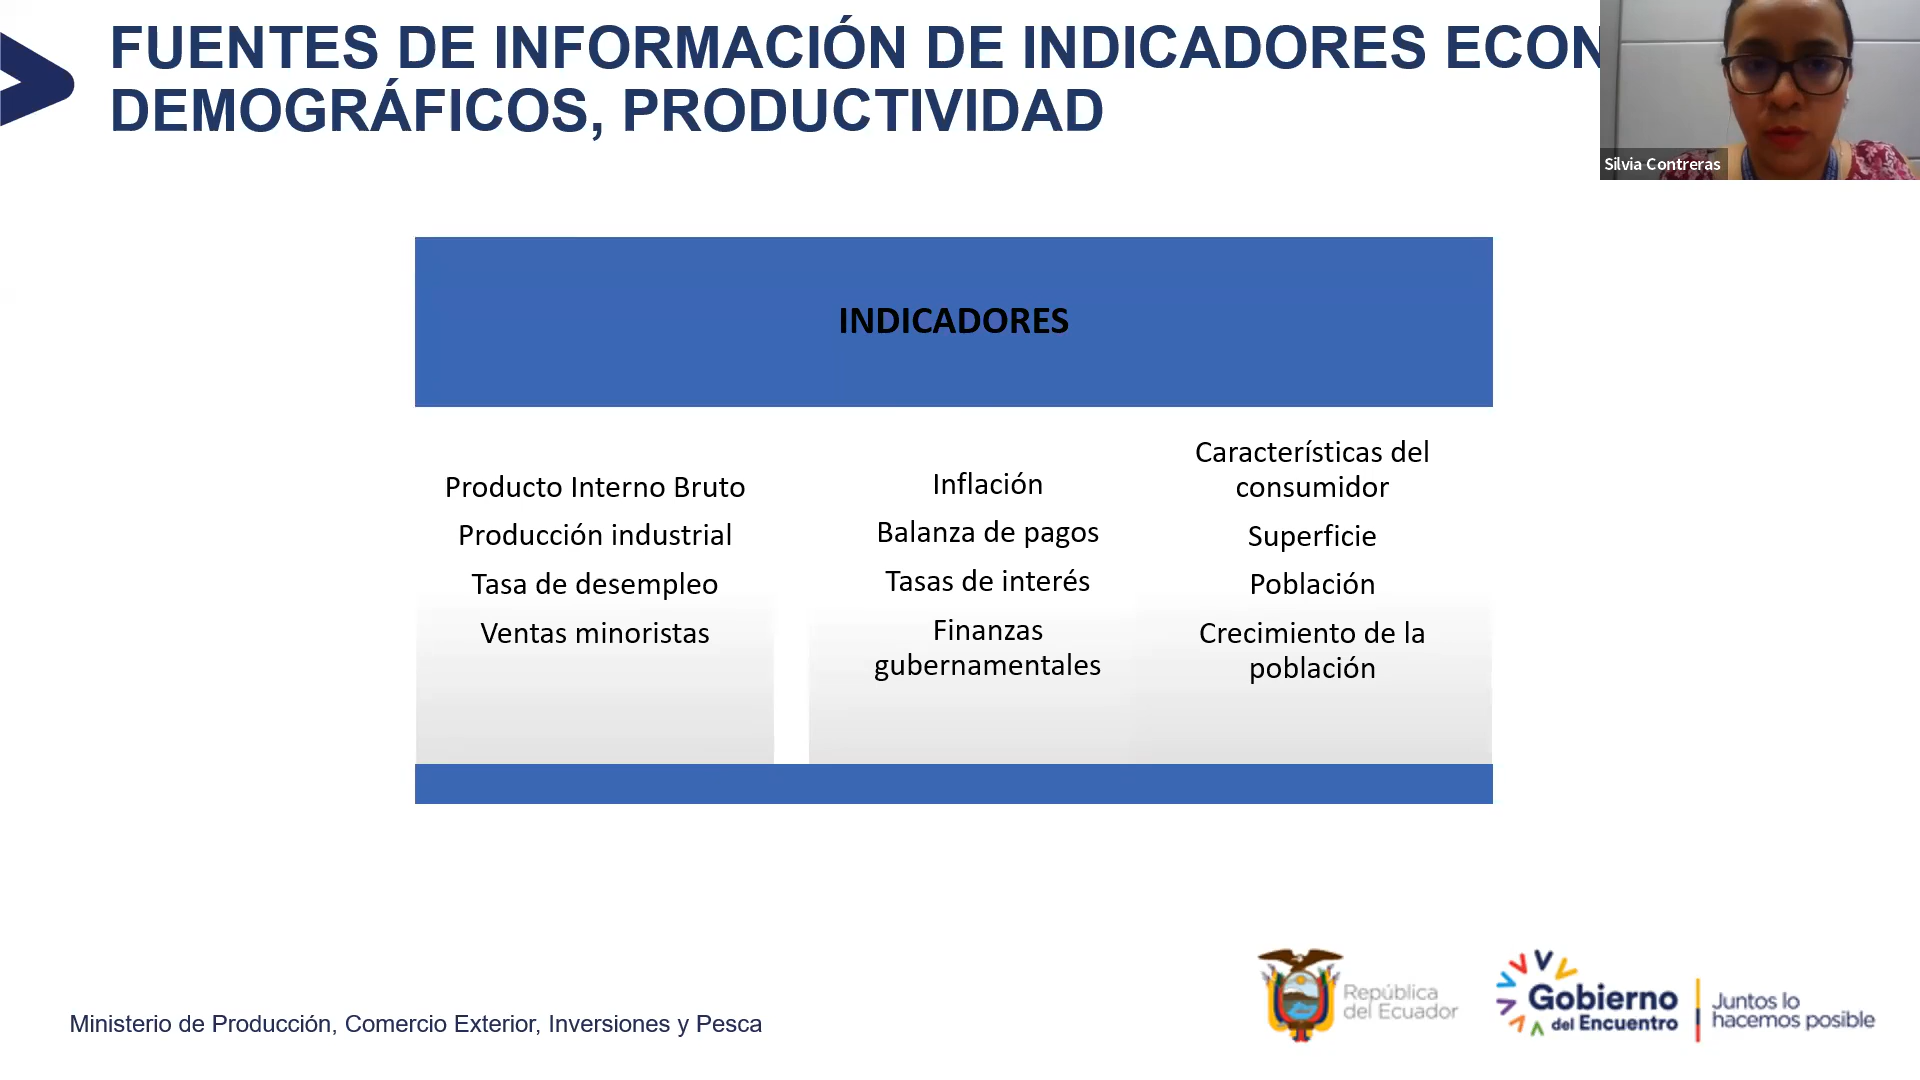 FUENTES DE INFORMACIÓN DE INDICADORES ECON
DEMOGRÁFICOS, PRODUCTIVIDAD
Silvia Contreras
INDICADORES
Producto Interno Bruto
Producción industrial
Tasa de desempleo
Ventas minoristas
Inflación
Balanza de pagos
Tasas de interés
Finanzas
gubernamentales
Características del
consumidor
Superficie
Población
Crecimiento de la
población
Ministerio de Producción, Comercio Exterior, Inversiones y Pesca
República
del Ecuador
Gobierno
del Encuentro
Juntos lo
hacemos posible